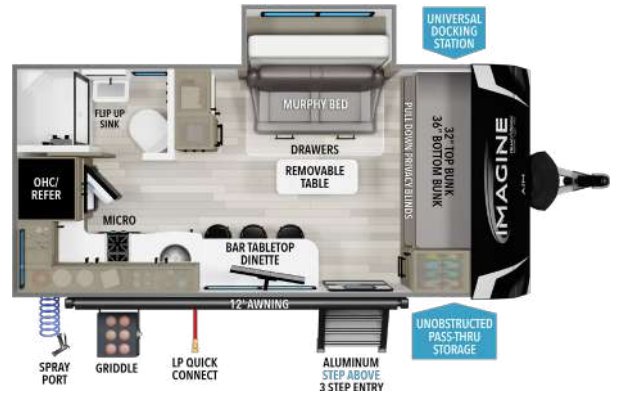 UNIVERSAL
DOCKING
STATION
FLIP UP
SINK
MURPHY BED
DRAWERS
REMOVABLE
TABLE
PULL DOWN PRIVACY BLINDS
32" TOP BUNK
36" BOTTOM BUNK
IMAGINE
AIM
OHC/
REFER
MICRO
BAR TABLETOP
DINETTE
12' AWNING
UNOBSTRUCTED
PASS-THRU
STORAGE
SPRAY
PORT
GRIDDLE
LP QUICK
CONNECT
ALUMINUM
STEP ABOVE
3 STEP ENTRY